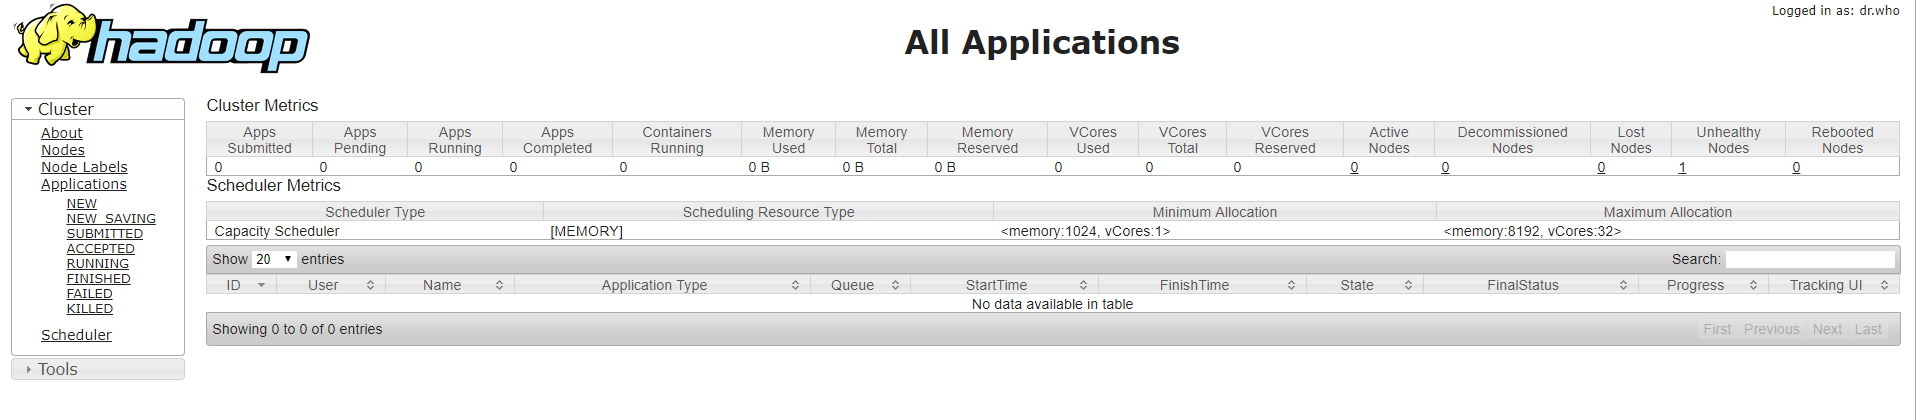 Logged in as: dr.who
hadoop
All Applications
Cluster
About
Nodes
Node Labels
Applications
NEW
NEW_SAVING
SUBMITTED
ACCEPTED
RUNNING
FINISHED
FAILED
KILLED
Scheduler
Tools
Cluster Metrics
Apps Submitted Apps Pending Apps Running Apps Completed Containers Running Memory Used Memory Total Memory Reserved VCores Used VCores Total VCores Reserved Active Nodes Decommissioned Nodes Lost Nodes Unhealthy Nodes Rebooted Nodes
0 0 0 0 0 0 B 0 B 0 B 0 0 0 0 0 0 1 0
Scheduler Metrics
Scheduler Type Scheduling Resource Type Minimum Allocation Maximum Allocation
Capacity Scheduler [MEMORY] <memory:1024, vCores:1> <memory:8192, vCores:32>
Show 20 entries Search:
ID User Name Application Type Queue StartTime FinishTime State FinalStatus Progress Tracking UI
No data available in table
Showing 0 to 0 of 0 entries First Previous Next Last